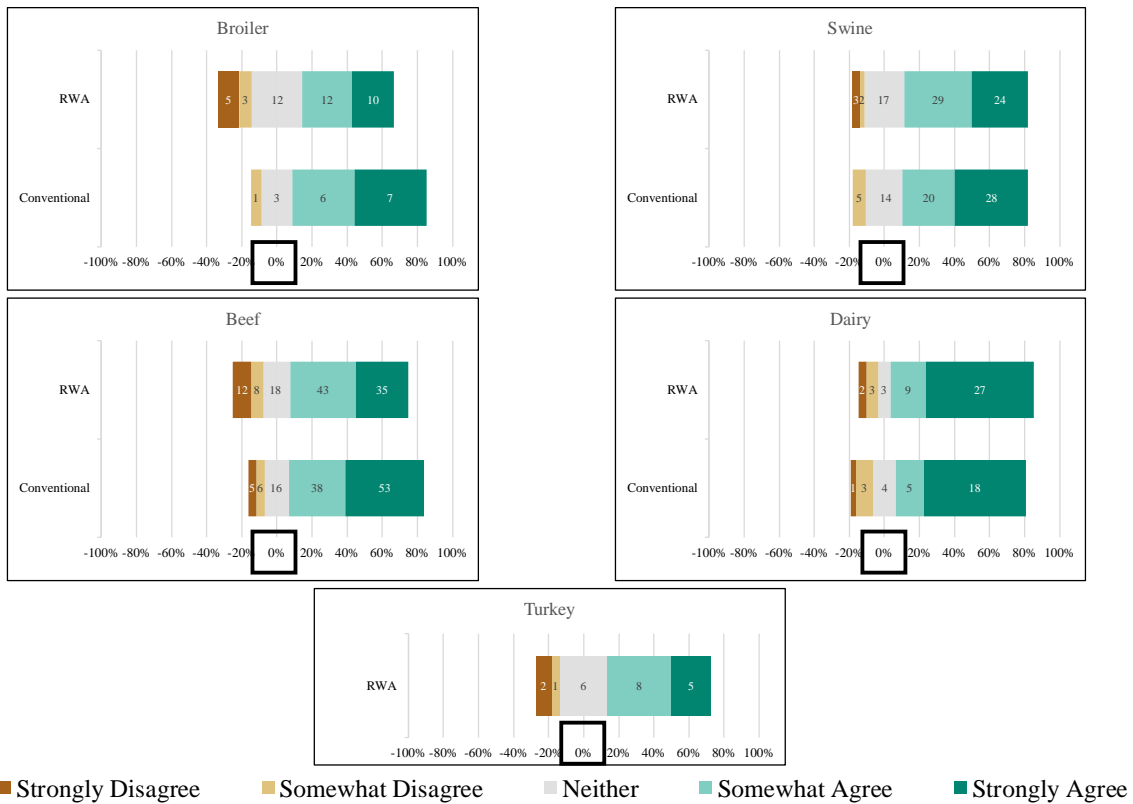 Broiler
RWA
5 3 12 12 10
Conventional
1 3 6 7
-100% -80% -60% -40% -20% 0% 20% 40% 60% 80% 100%
Swine
RWA
3 2 17 29 24
Conventional
5 14 20 28
-100% -80% -60% -40% -20% 0% 20% 40% 60% 80% 100%
Beef
RWA
12 8 18 43 35
Conventional
5 6 16 38 53
-100% -80% -60% -40% -20% 0% 20% 40% 60% 80% 100%
Dairy
RWA
2 3 3 9 27
Conventional
1 3 4 5 18
-100% -80% -60% -40% -20% 0% 20% 40% 60% 80% 100%
Turkey
RWA
2 1 6 8 5
-100% -80% -60% -40% -20% 0% 20% 40% 60% 80% 100%
Strongly Disagree Somewhat Disagree Neither Somewhat Agree Strongly Agree